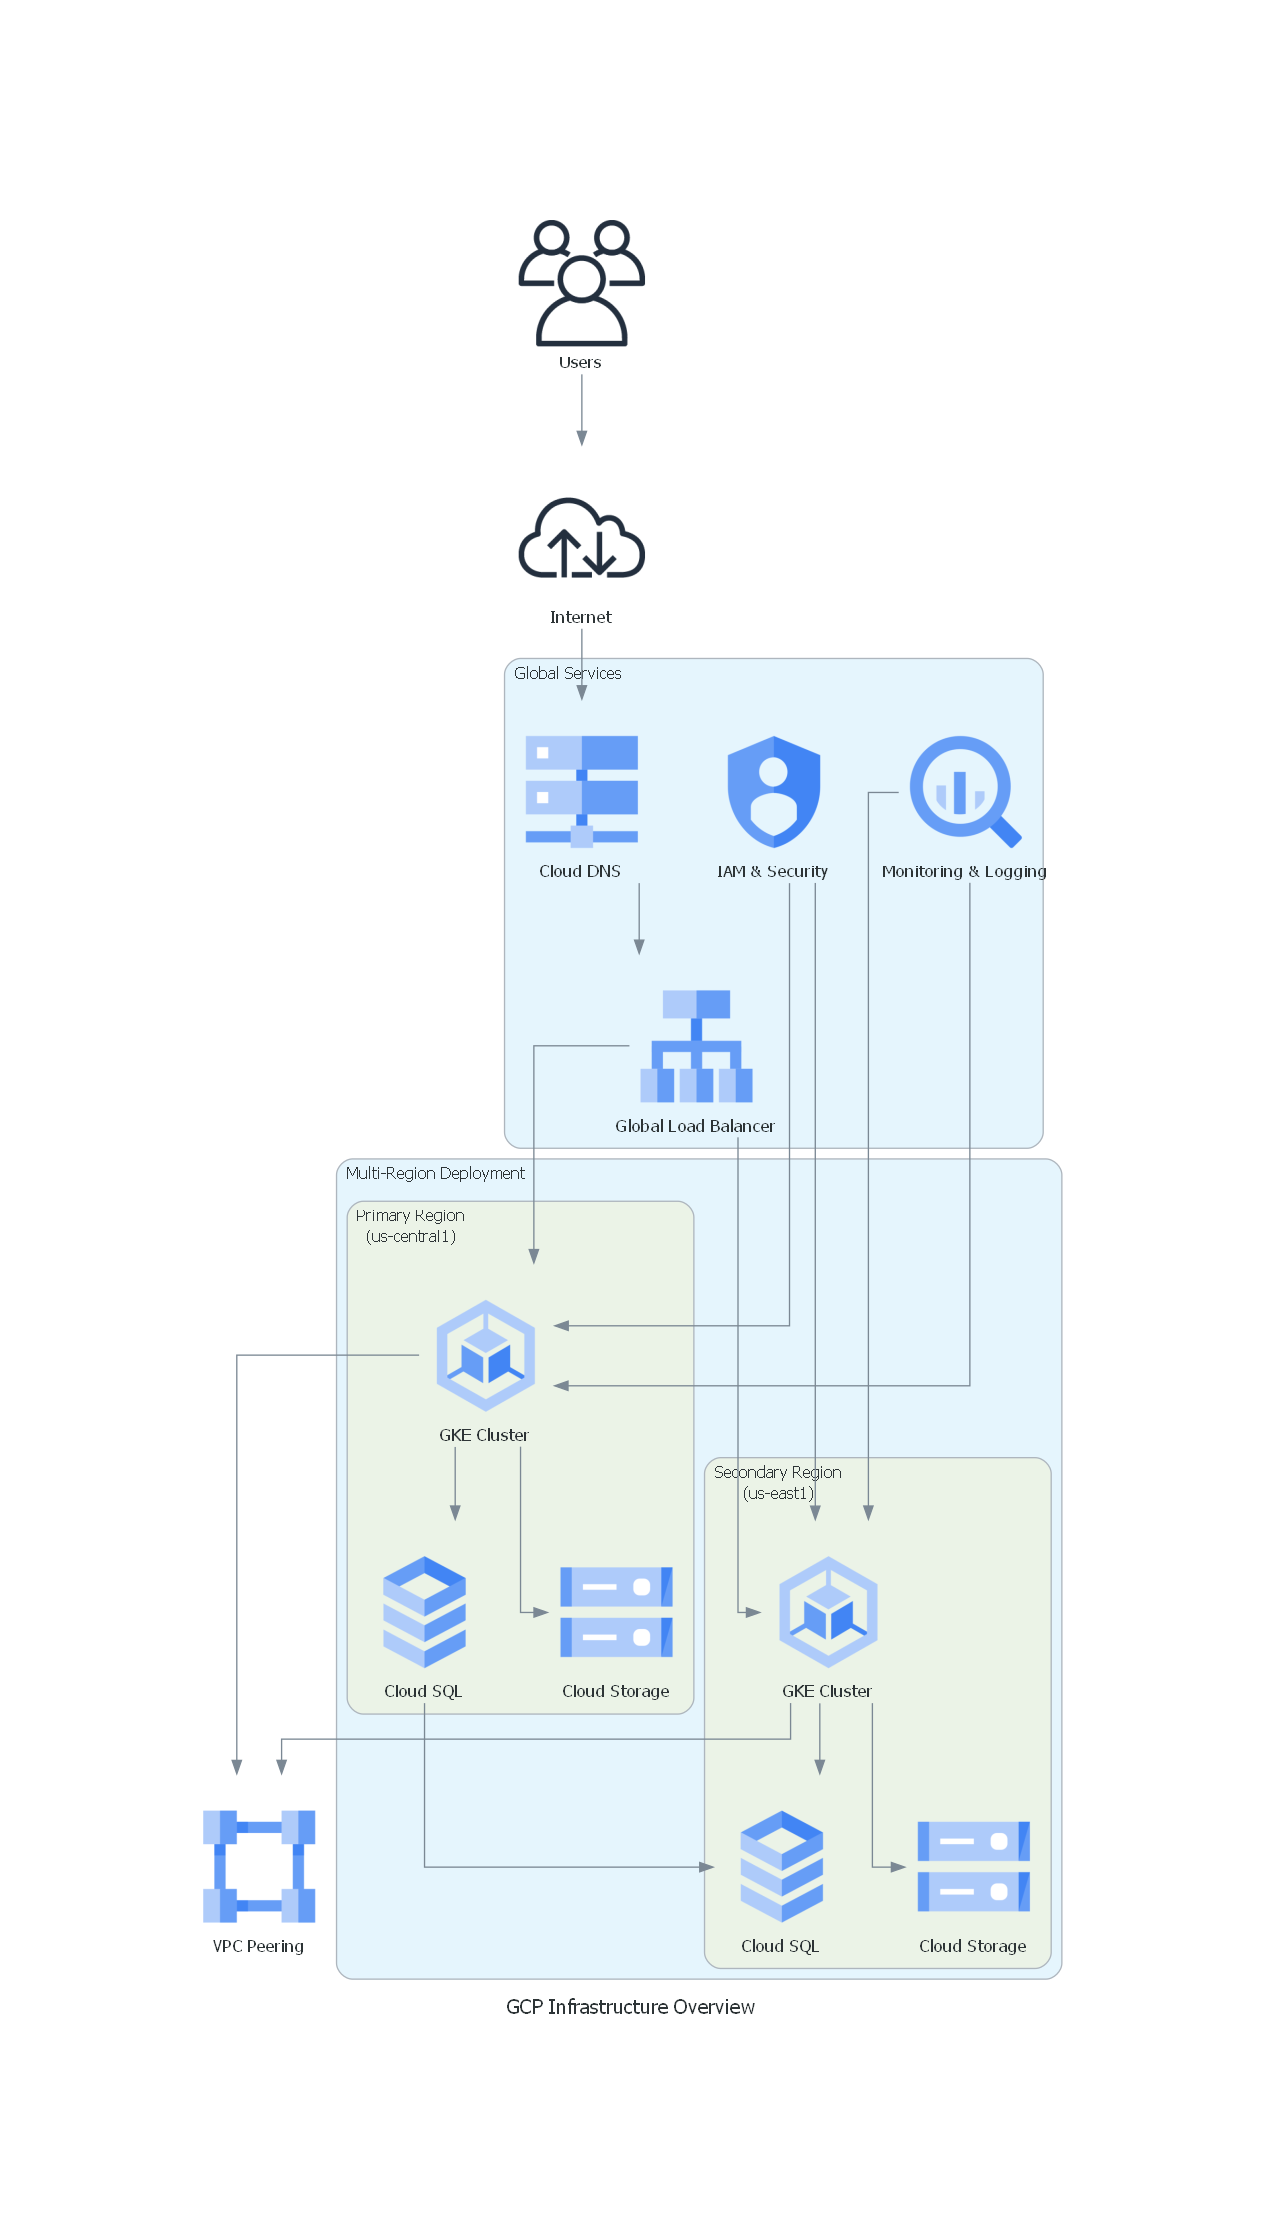 Users
Internet
Global Services
Cloud DNS
IAM & Security
Monitoring & Logging
Global Load Balancer
Multi-Region Deployment
Primary Region
(us-central1)
GKE Cluster
Secondary Region
(us-east1)
Cloud SQL
Cloud Storage
GKE Cluster
VPC Peering
Cloud SQL
Cloud Storage
GCP Infrastructure Overview